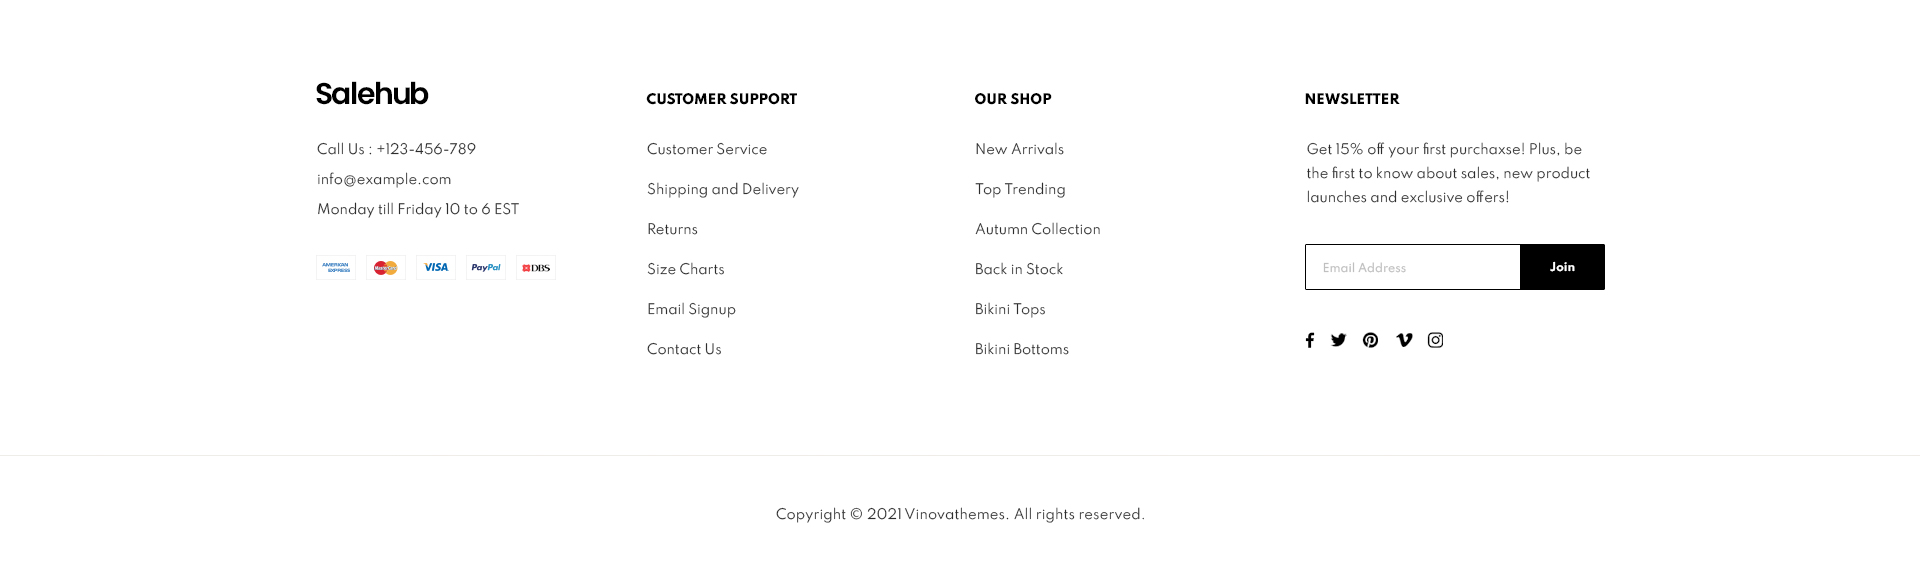 Salehub
Call Us : +123-456-789
info@example.com
Monday till Friday 10 to 6 EST
AMERICAN
EXPRESS
MasterCard
VISA
PayPal
DBS
CUSTOMER SUPPORT
Customer Service
Shipping and Delivery
Returns
Size Charts
Email Signup
Contact Us
OUR SHOP
New Arrivals
Top Trending
Autumn Collection
Back in Stock
Bikini Tops
Bikini Bottoms
NEWSLETTER
Get 15% off your first purchaxse! Plus, be
the first to know about sales, new product
launches and exclusive offers!
Email Address
Join
Copyright © 2021 Vinovathemes. All rights reserved.